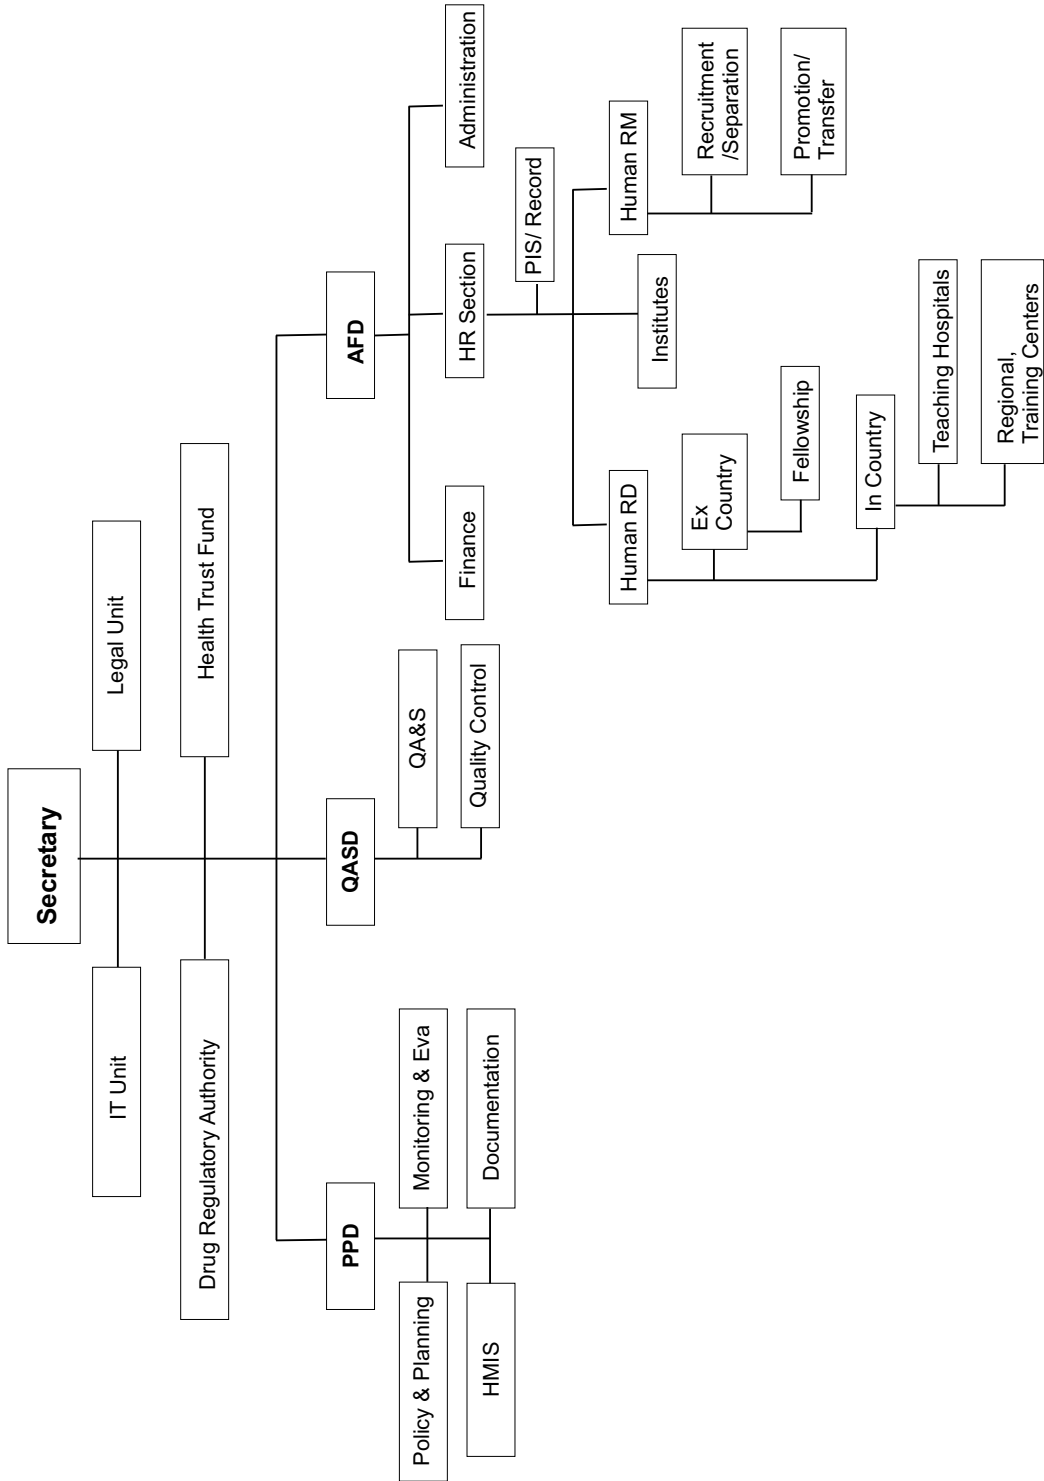 Secretary
IT Unit
Legal Unit
Drug Regulatory Authority
Health Trust Fund
PPD
QASD
AFD
Policy & Planning
Monitoring & Eva
HMIS
Documentation
QA&S
Quality Control
Finance
HR Section
Administration
PIS/ Record
Human RD
Institutes
Human RM
Ex
Country
Fellowship
In Country
Teaching Hospitals
Regional,
Training Centers
Recruitment
/Separation
Promotion/
Transfer